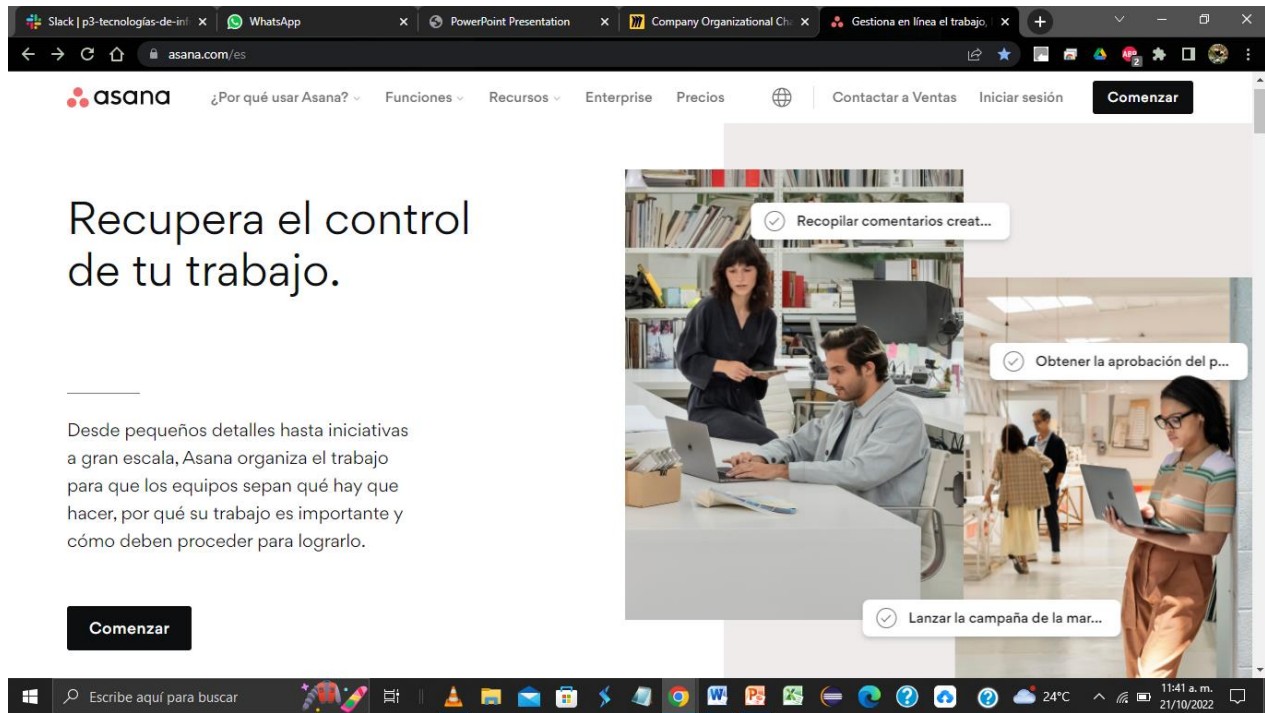 Slack | p3-tecnologías-de-inf
WhatsApp
PowerPoint Presentation
Company Organizational Ch
Gestiona en línea el trabajo,
asana.com/es
ABP
2
asana
¿Por qué usar Asana?
Funciones
Recursos
Enterprise
Precios
Contactar a Ventas
Iniciar sesión
Comenzar
Recupera el control
de tu trabajo.
Recopilar comentarios creat...
Obtener la aprobación del p...
Lanzar la campaña de la mar...
Desde pequeños detalles hasta iniciativas
a gran escala, Asana organiza el trabajo
para que los equipos sepan qué hay que
hacer, por qué su trabajo es importante y
cómo deben proceder para lograrlo.
Comenzar
Escribe aquí para buscar
24°C
11:41 a. m.
21/10/2022